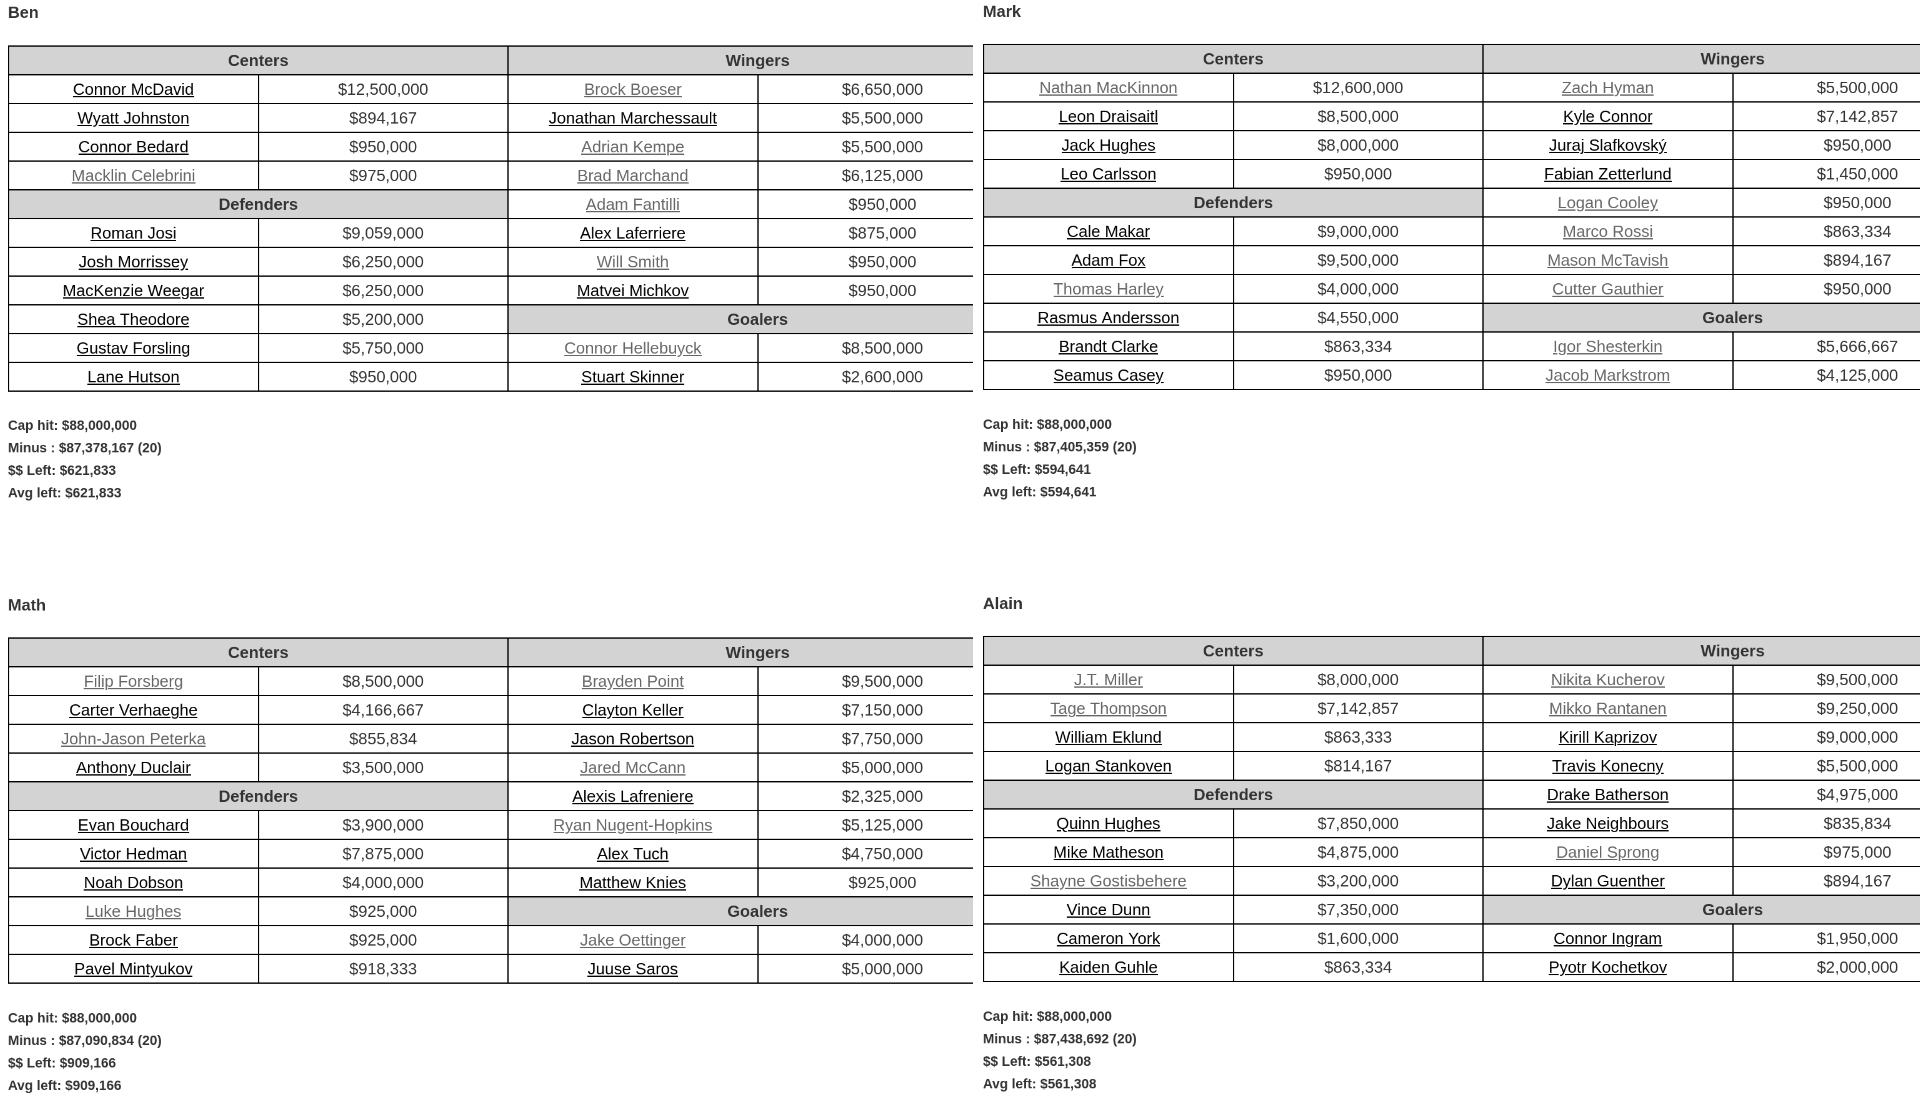 Ben
Centers Wingers
Connor McDavid $12,500,000 Brock Boeser $6,650,000
Wyatt Johnston $894,167 Jonathan Marchessault $5,500,000
Connor Bedard $950,000 Adrian Kempe $5,500,000
Macklin Celebrini $975,000 Brad Marchand $6,125,000
Defenders Adam Fantilli $950,000
Roman Josi $9,059,000 Alex Laferriere $875,000
Josh Morrissey $6,250,000 Will Smith $950,000
MacKenzie Weegar $6,250,000 Matvei Michkov $950,000
Shea Theodore $5,200,000 Goalers
Gustav Forsling $5,750,000 Connor Hellebuyck $8,500,000
Lane Hutson $950,000 Stuart Skinner $2,600,000
Cap hit: $88,000,000
Minus : $87,378,167 (20)
$$ Left: $621,833
Avg left: $621,833
Mark
Centers Wingers
Nathan MacKinnon $12,600,000 Zach Hyman $5,500,000
Leon Draisaitl $8,500,000 Kyle Connor $7,142,857
Jack Hughes $8,000,000 Juraj Slafkovský $950,000
Leo Carlsson $950,000 Fabian Zetterlund $1,450,000
Defenders Logan Cooley $950,000
Cale Makar $9,000,000 Marco Rossi $863,334
Adam Fox $9,500,000 Mason McTavish $894,167
Thomas Harley $4,000,000 Cutter Gauthier $950,000
Rasmus Andersson $4,550,000 Goalers
Brandt Clarke $863,334 Igor Shesterkin $5,666,667
Seamus Casey $950,000 Jacob Markstrom $4,125,000
Cap hit: $88,000,000
Minus : $87,405,359 (20)
$$ Left: $594,641
Avg left: $594,641
Math
Centers Wingers
Filip Forsberg $8,500,000 Brayden Point $9,500,000
Carter Verhaeghe $4,166,667 Clayton Keller $7,150,000
John-Jason Peterka $855,834 Jason Robertson $7,750,000
Anthony Duclair $3,500,000 Jared McCann $5,000,000
Defenders Alexis Lafreniere $2,325,000
Evan Bouchard $3,900,000 Ryan Nugent-Hopkins $5,125,000
Victor Hedman $7,875,000 Alex Tuch $4,750,000
Noah Dobson $4,000,000 Matthew Knies $925,000
Luke Hughes $925,000 Goalers
Brock Faber $925,000 Jake Oettinger $4,000,000
Pavel Mintyukov $918,333 Juuse Saros $5,000,000
Cap hit: $88,000,000
Minus : $87,090,834 (20)
$$ Left: $909,166
Avg left: $909,166
Alain
Centers Wingers
J.T. Miller $8,000,000 Nikita Kucherov $9,500,000
Tage Thompson $7,142,857 Mikko Rantanen $9,250,000
William Eklund $863,333 Kirill Kaprizov $9,000,000
Logan Stankoven $814,167 Travis Konecny $5,500,000
Defenders Drake Batherson $4,975,000
Quinn Hughes $7,850,000 Jake Neighbours $835,834
Mike Matheson $4,875,000 Daniel Sprong $975,000
Shayne Gostisbehere $3,200,000 Dylan Guenther $894,167
Vince Dunn $7,350,000 Goalers
Cameron York $1,600,000 Connor Ingram $1,950,000
Kaiden Guhle $863,334 Pyotr Kochetkov $2,000,000
Cap hit: $88,000,000
Minus : $87,438,692 (20)
$$ Left: $561,308
Avg left: $561,308